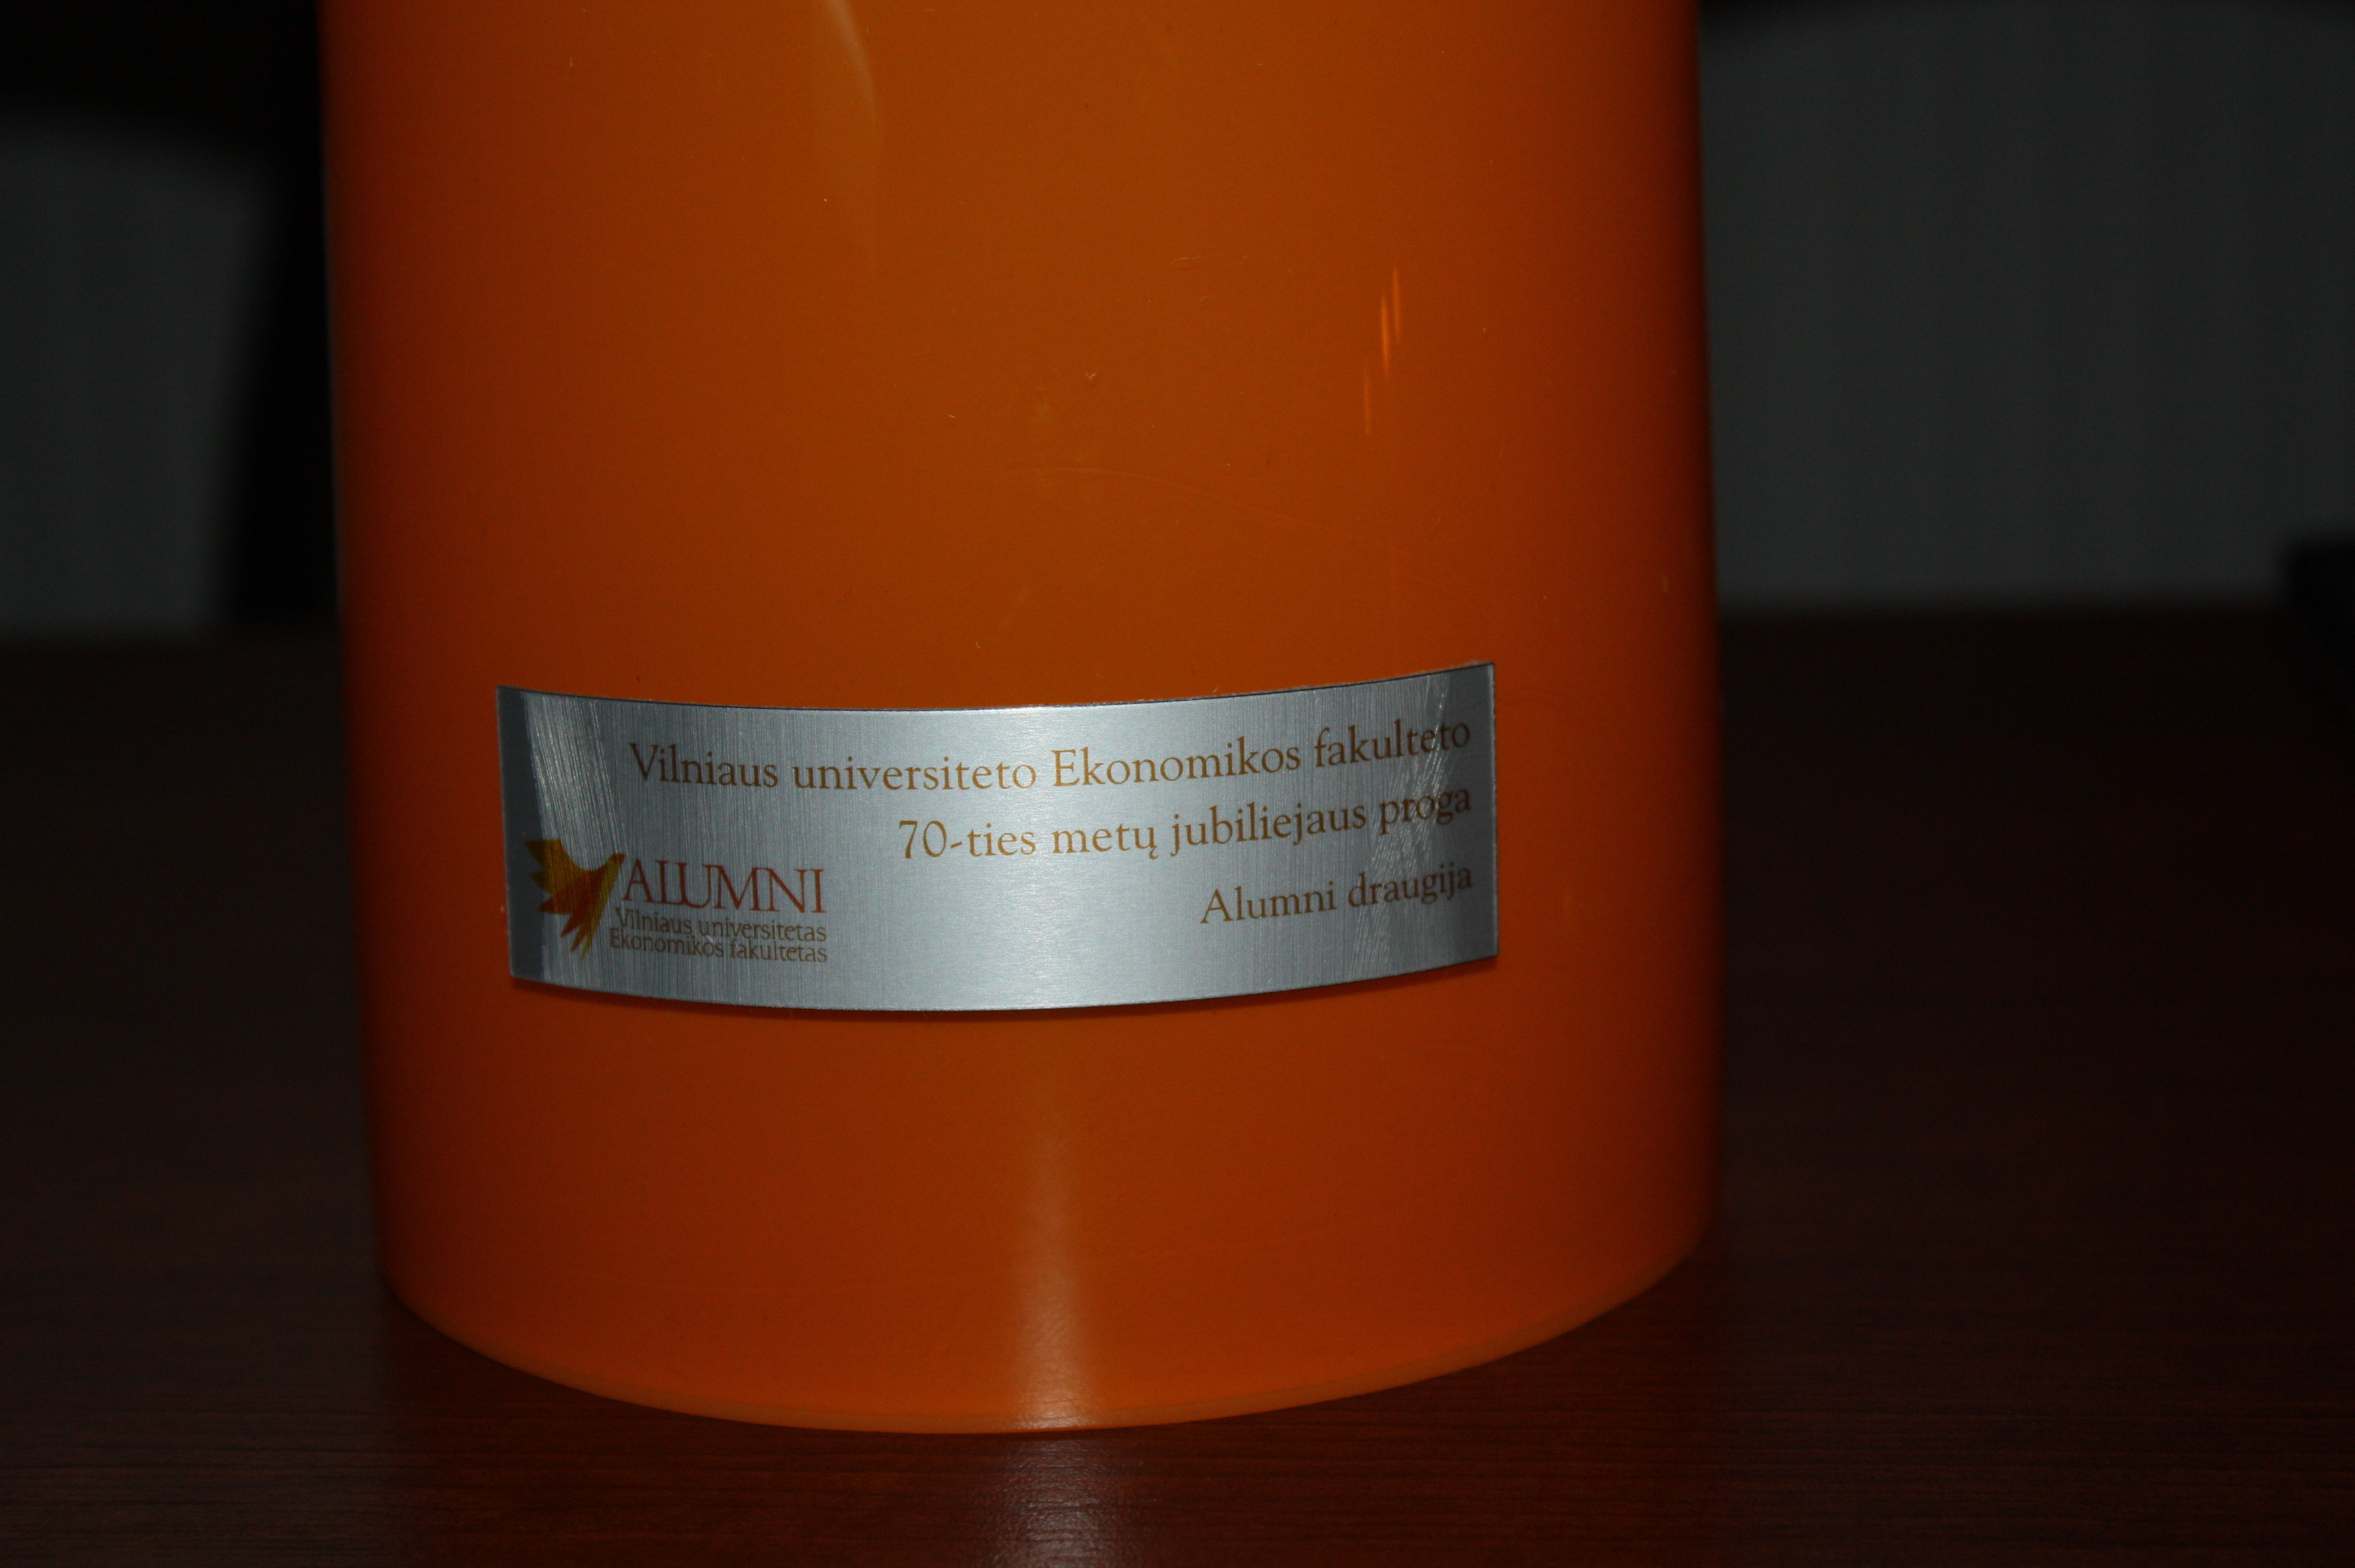 Vilniaus universiteto Ekonomikos fakulteto
70-ties metų jubiliejaus proga
Alumni draugija
ALUMNI
Vilniaus universitetas
Ekonomikos fakultetas